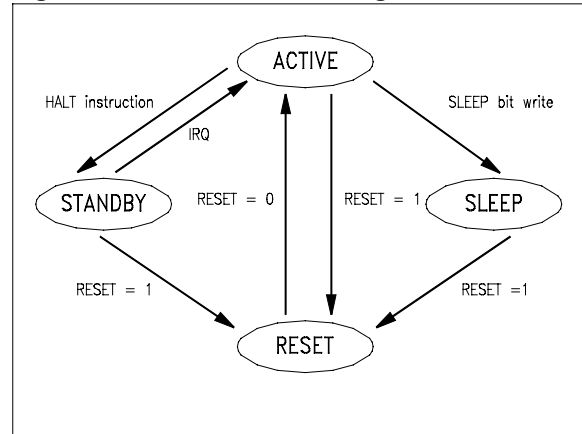 ACTIVE
HALT instruction
SLEEP bit write
IRQ
STANDBY
RESET = 0
RESET = 1
SLEEP
RESET = 1
RESET =1
RESET